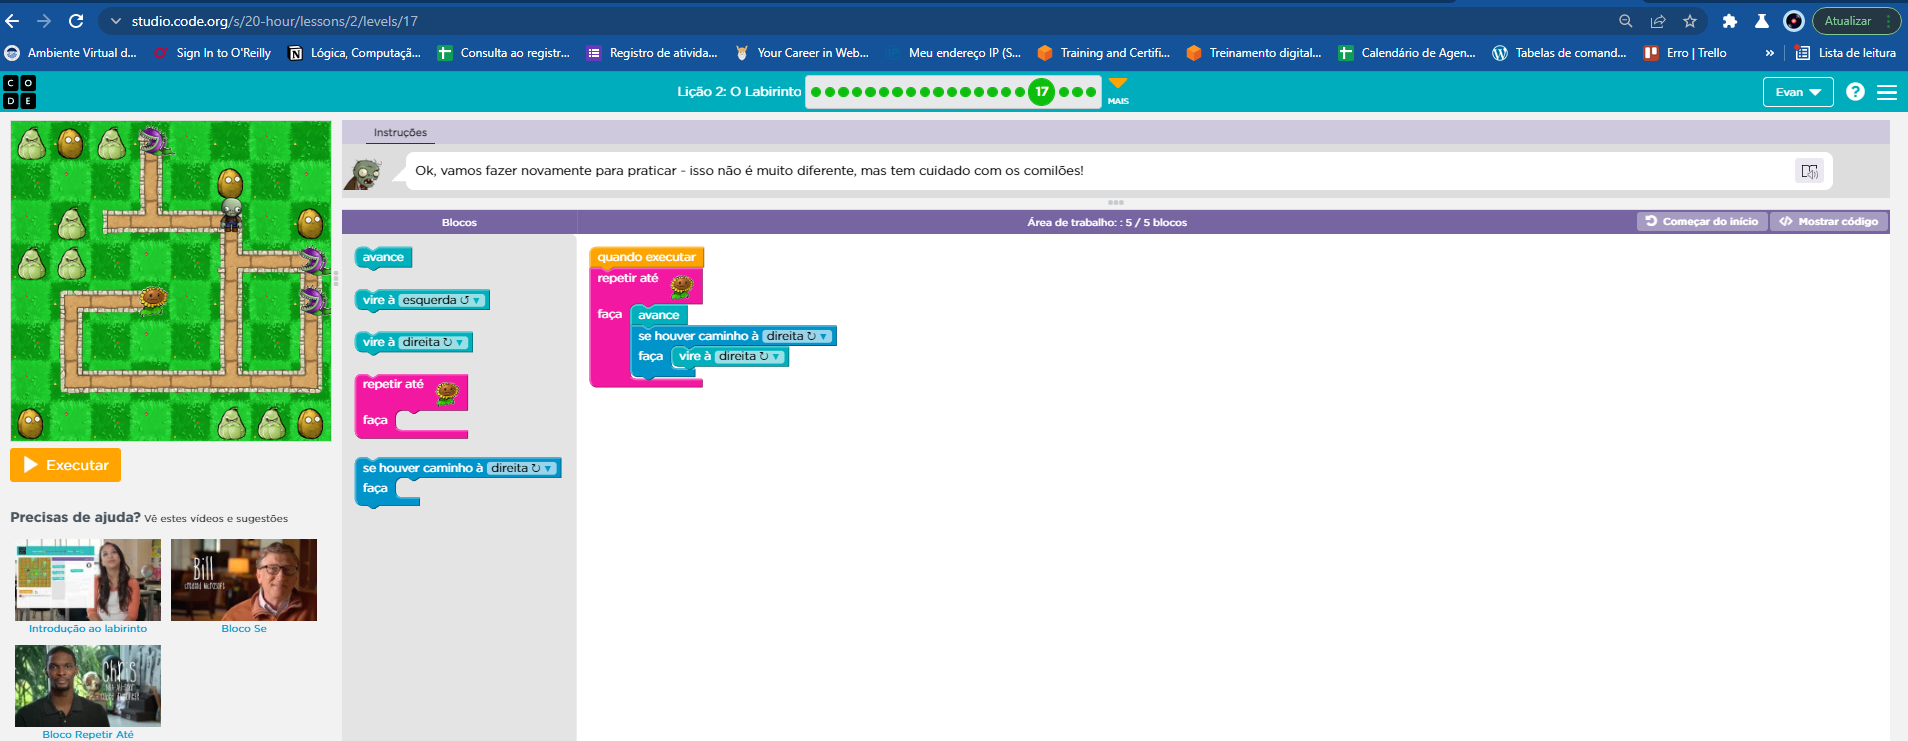 studio.code.org/s/20-hour/lessons/2/levels/17
Atualizar
Ambiente Virtual d...
Sign In to O'Reilly
Lógica, Computaçã...
Consulta ao registr...
Registro de ativida...
Your Career in Web...
Meu endereço IP (S...
Training and Certifi...
Treinamento digital...
Calendário de Agen...
Tabelas de comand...
Erro | Trello
»
Lista de leitura
C O
D E
Lição 2: O Labirinto
17
MAIS
Evan
?
Instruções
Ok, vamos fazer novamente para praticar - isso não é muito diferente, mas tem cuidado com os comilões!
Blocos
Área de trabalho: : 5 / 5 blocos
Começar do início
Mostrar código
avance
vire à esquerda ↺ ▾
vire à direita ↻ ▾
repetir até
faça
se houver caminho à direita ↻ ▾
faça
quando executar
repetir até
faça
avance
se houver caminho à direita ↻ ▾
faça
vire à direita ↻ ▾
Executar
Precisas de ajuda? Vê estes vídeos e sugestões
Introdução ao labirinto
Bill
Bloco Se
Chris
Bloco Repetir Até